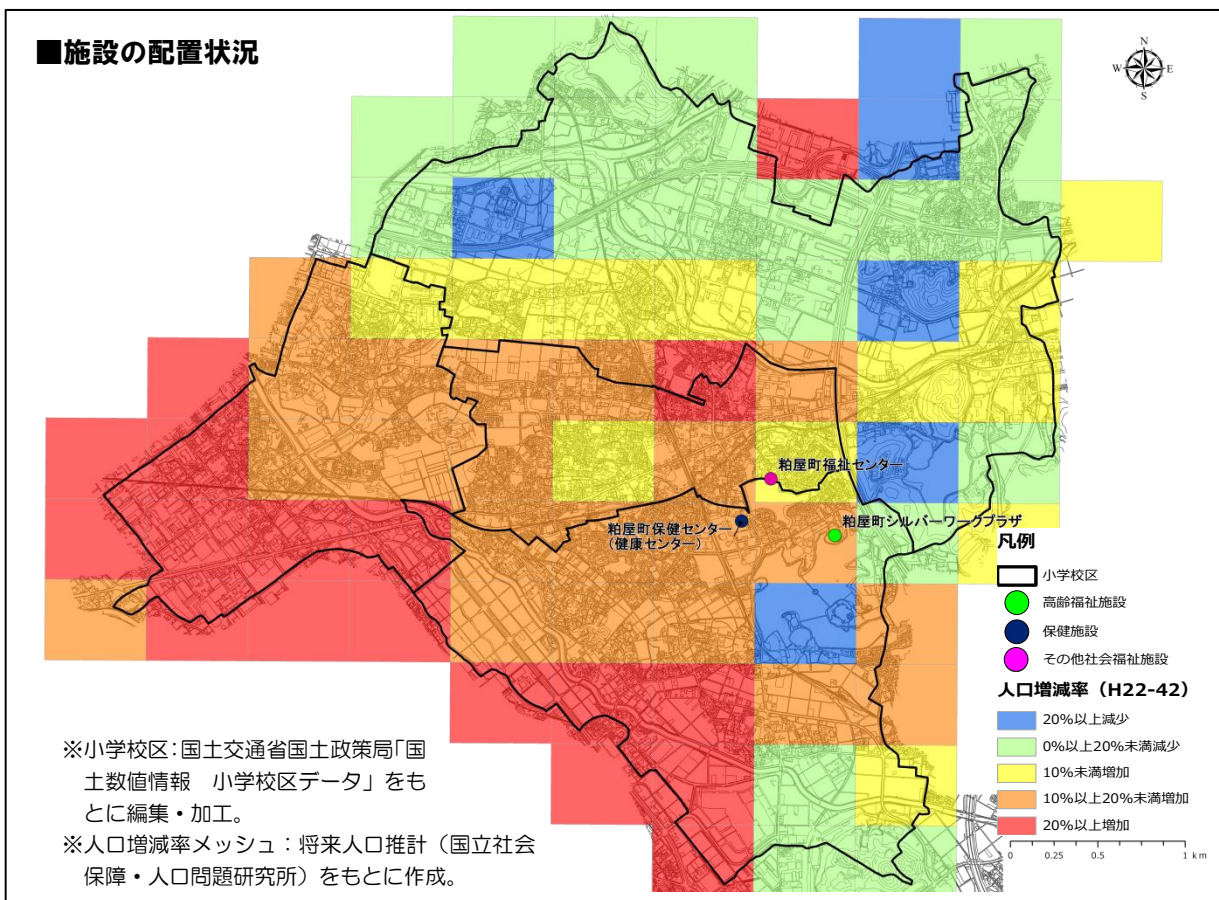 ■施設の配置状況
N
W
E
S
粕屋町福祉センター
粕屋町保健センター
(健康センター)
粕屋町シルバーワークプラザ
凡例
小学校区
高齢福祉施設
保健施設
その他社会福祉施設
人口増減率（H22-42）
20%以上減少
0%以上20%未満減少
10%未満増加
10%以上20%未満増加
20%以上増加
0 0.25 0.5 1 km
※小学校区：国土交通省国土政策局「国
土数値情報　小学校区データ」をも
とに編集・加工。
※人口増減率メッシュ：将来人口推計（国立社会
保障・人口問題研究所）をもとに作成。